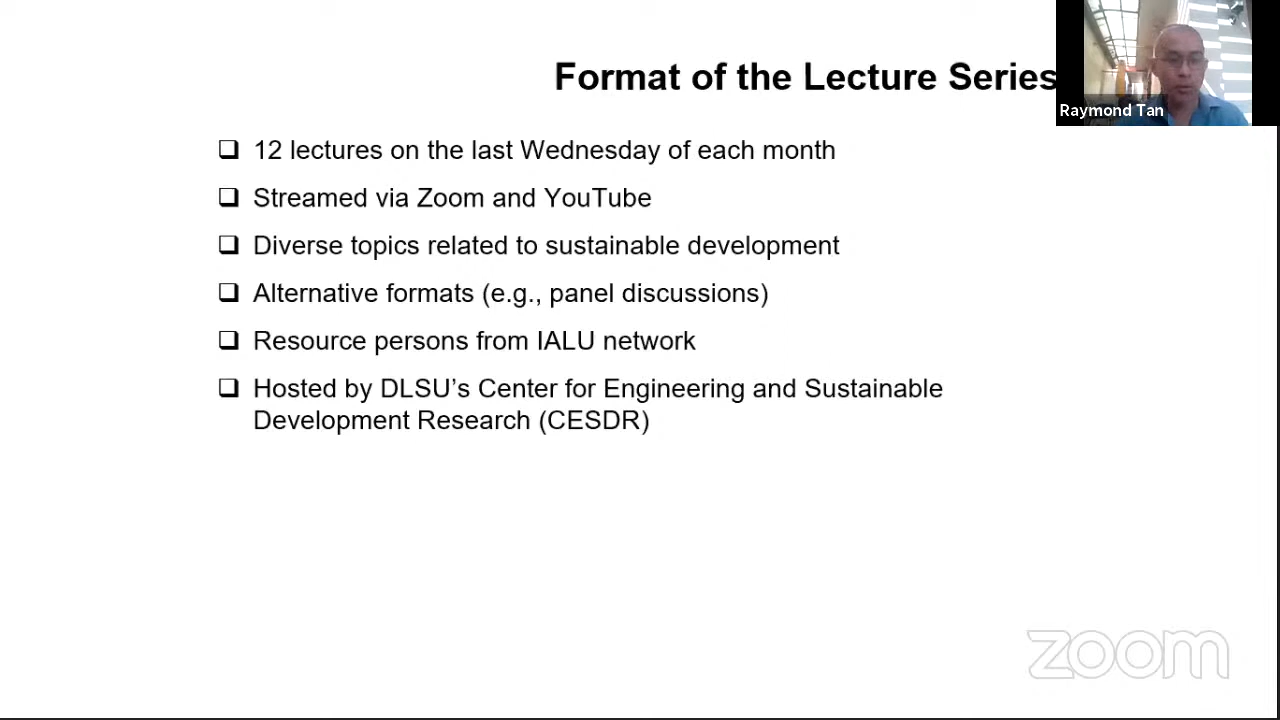 Format of the Lecture Series
Raymond Tan
12 lectures on the last Wednesday of each month
Streamed via Zoom and YouTube
Diverse topics related to sustainable development
Alternative formats (e.g., panel discussions)
Resource persons from IALU network
Hosted by DLSU’s Center for Engineering and Sustainable
Development Research (CESDR)
zoom